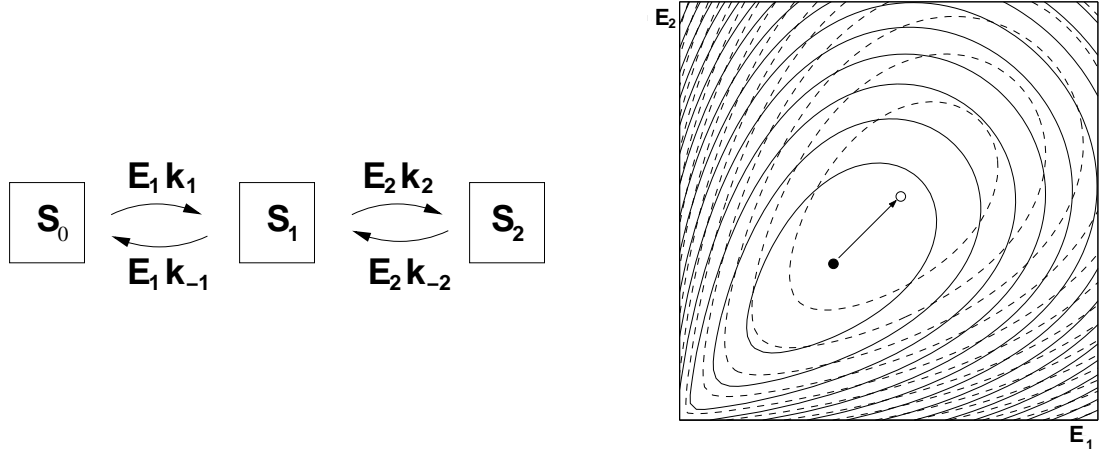 E₁ k₁ E₂ k₂
S₀ S₁ S₂
E₁ k₋₁ E₂ k₋₂
E₂
E₁